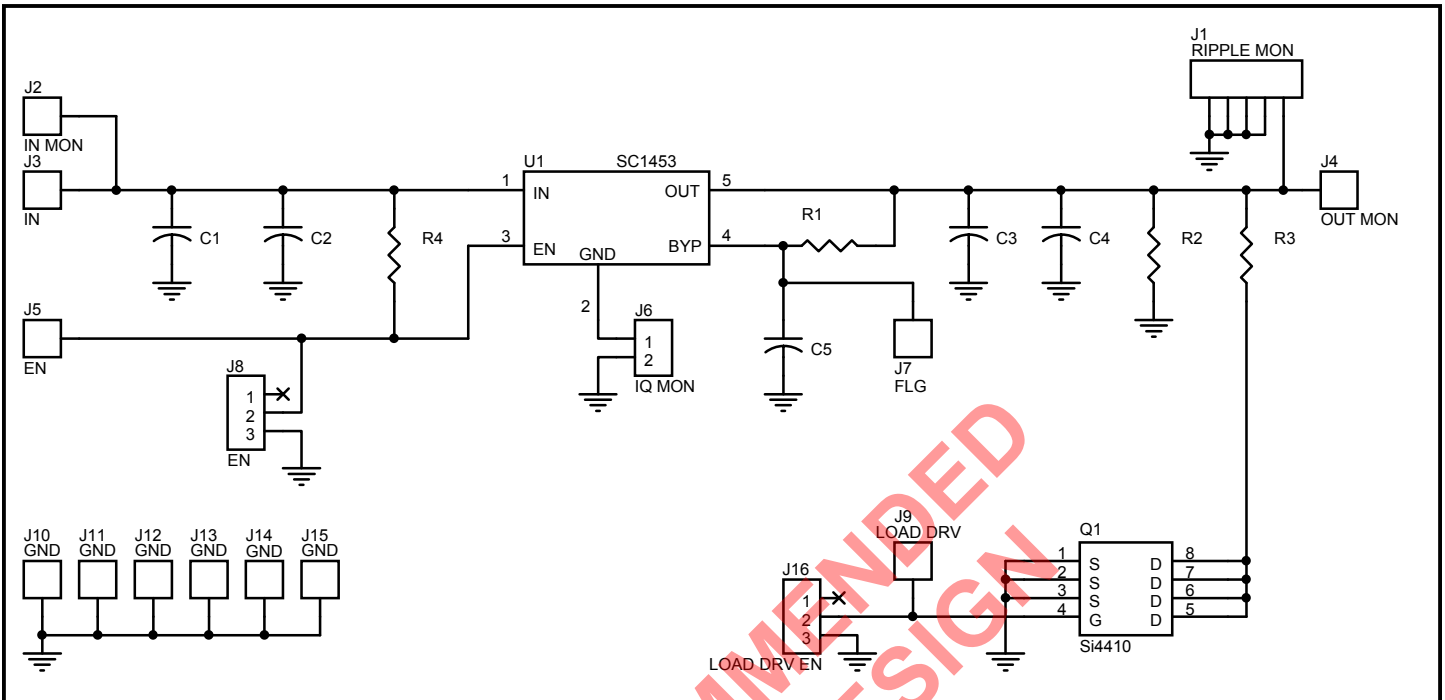 J1
RIPPLE MON
J2
IN MON
J3
IN
U1 SC1453
1 IN OUT 5
3 EN BYP 4
GND
2
J4
OUT MON
C1
C2
R4
R1
C3
C4
R2
R3
J5
EN
J6
1
2
IQ MON
C5
J7
FLG
J8
1
2
3
EN
J10 J11 J12 J13 J14 J15
GND GND GND GND GND GND
J9
LOAD DRV
J16
1
2
3
LOAD DRV EN
Q1
1 S D 8
2 S D 7
3 S D 6
4 G D 5
Si4410
MMENDED
ESIGN